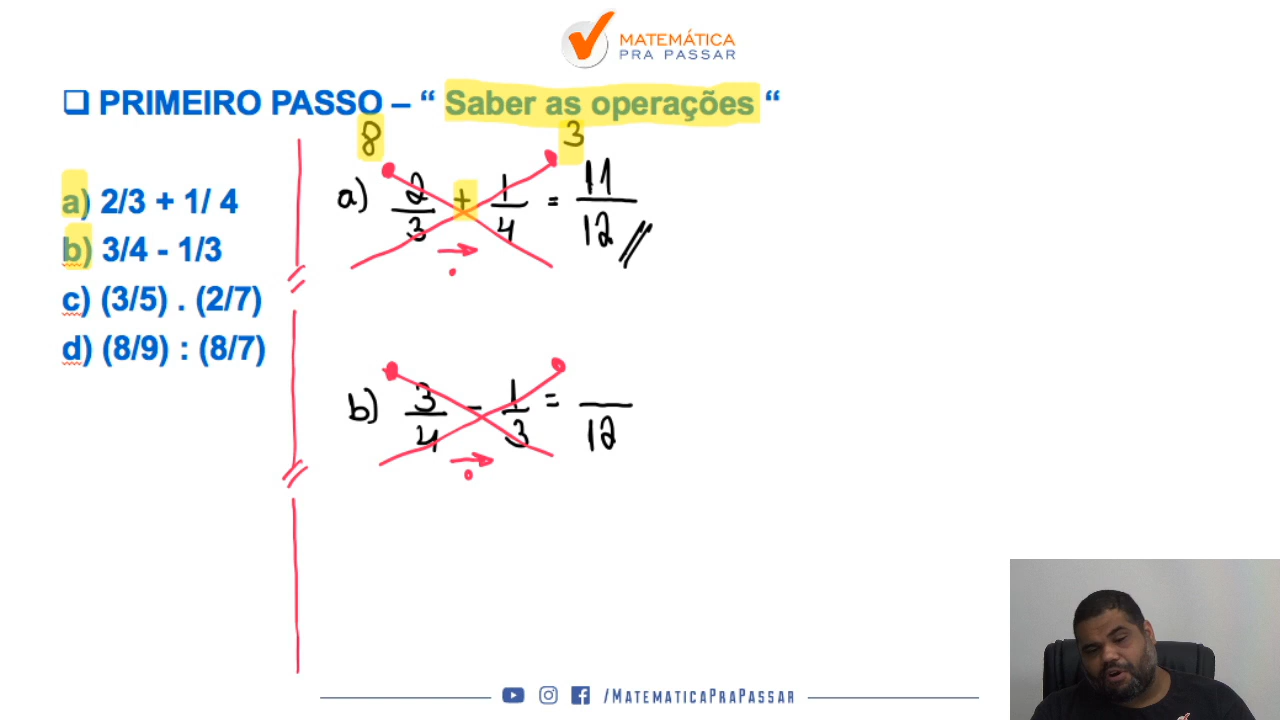 MATEMÁTICA
PRA PASSAR
❑ PRIMEIRO PASSO – “ Saber as operações “
8 3
a) 2/3 + 1/ 4
b) 3/4 - 1/3
c) (3/5) . (2/7)
d) (8/9) : (8/7)
a) 2/3 + 1/4 = 11/12 //
b) 3/4 - 1/3 = /12
/MATEMATICAPRAPASSAR